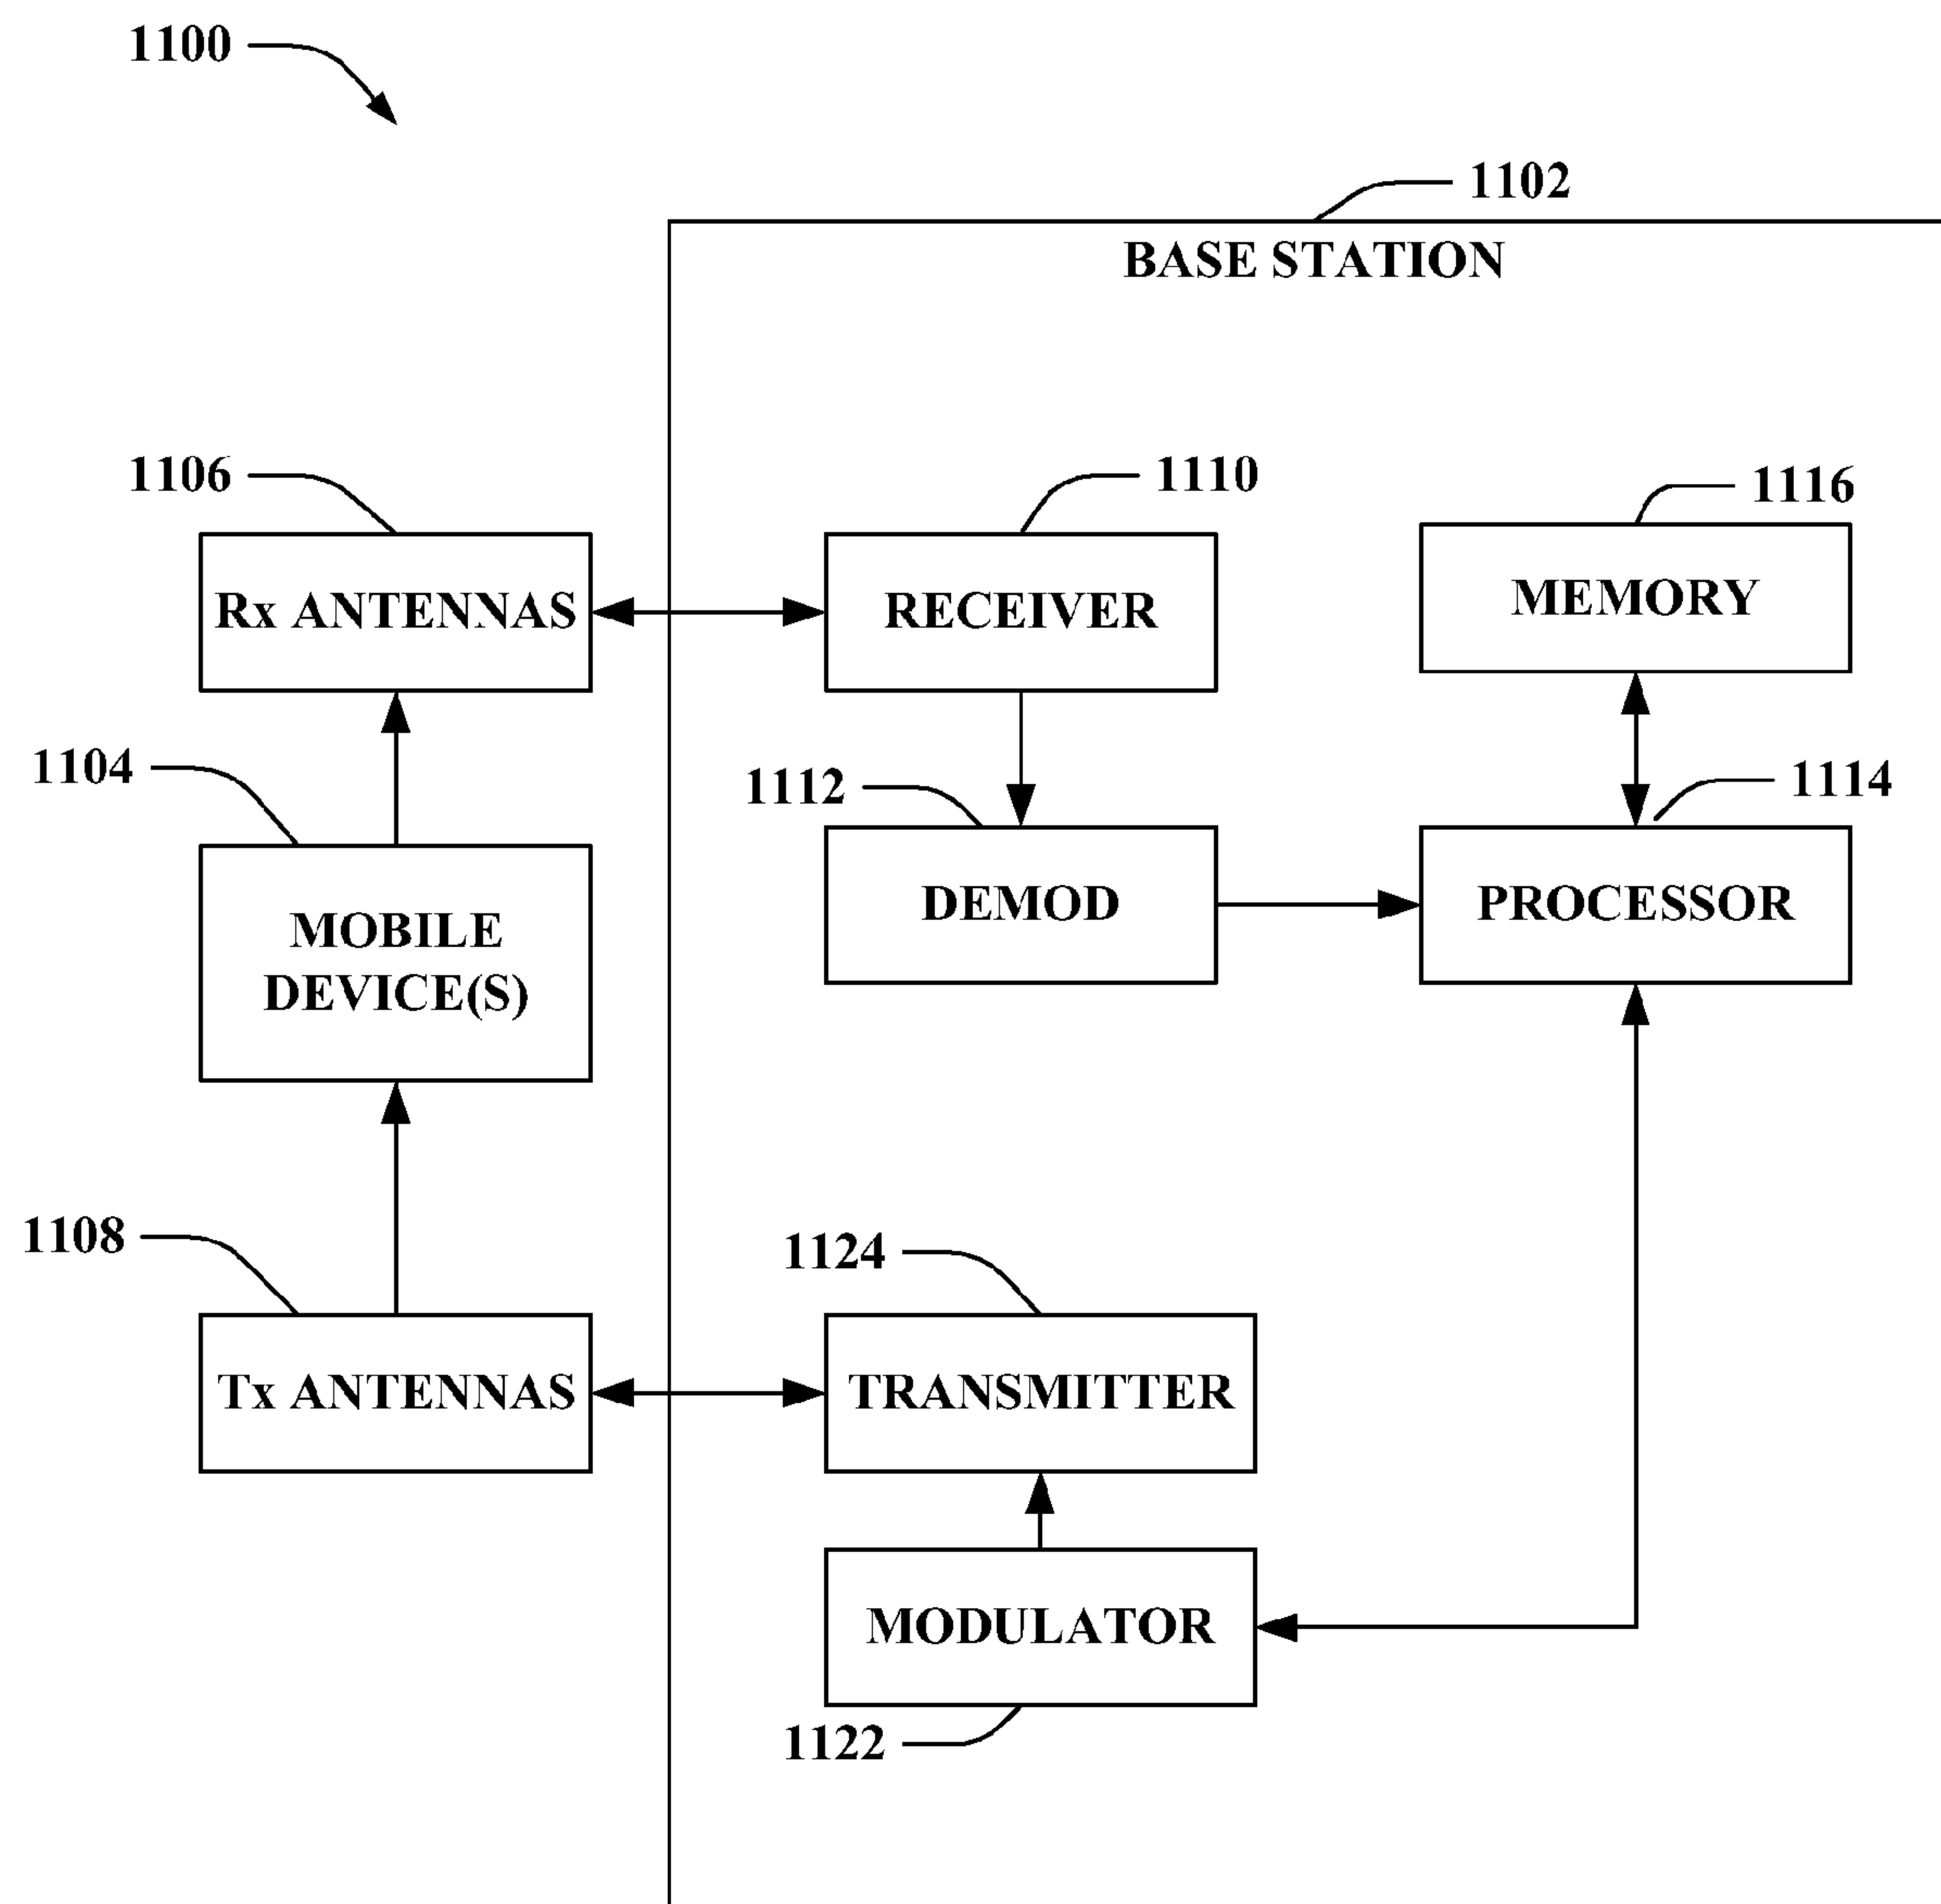 1100
1102
BASE STATION
1106
1110
1116
Rx ANTENNAS
RECEIVER
MEMORY
1104
1112
1114
MOBILE
DEVICE(S)
DEMOD
PROCESSOR
1108
1124
Tx ANTENNAS
TRANSMITTER
MODULATOR
1122